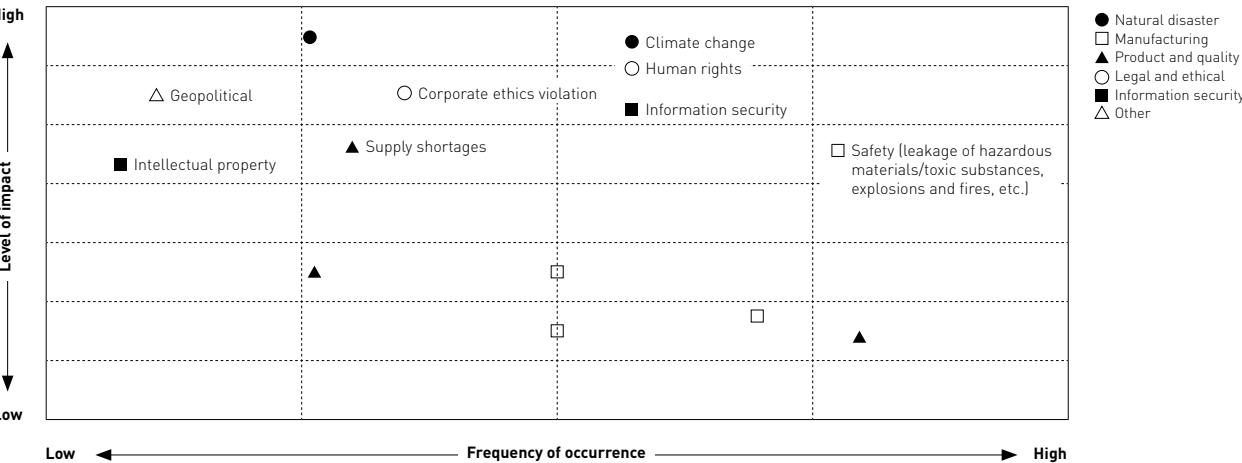 Level of impact
Climate change
Human rights
Geopolitical
Corporate ethics violation
Information security
Supply shortages
Intellectual property
Safety (leakage of hazardous
materials/toxic substances,
explosions and fires, etc.)
Low
Frequency of occurrence
High
Natural disaster
Manufacturing
Product and quality
Legal and ethical
Information security
Other